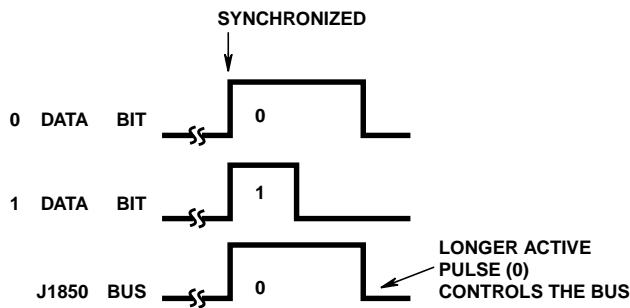 SYNCHRONIZED
0 DATA BIT 0
1 DATA BIT 1
J1850 BUS 0
LONGER ACTIVE
PULSE (0)
CONTROLS THE BUS